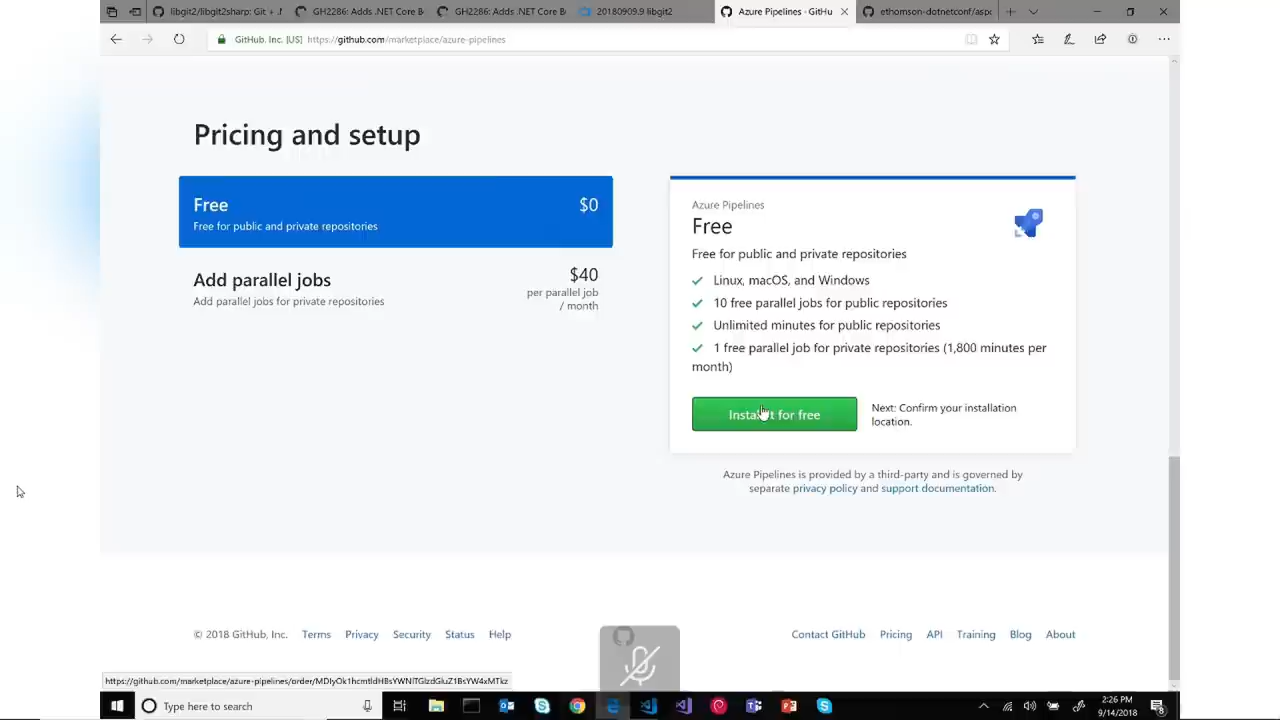 libgit2/libgit2sharp: Git + .N
GH2286: Adds .NET Core B
GH2286: Adds .NET Core B
20180909.9 libgit2
Azure Pipelines - GitHu
ethomson-dotnetconf/aspc
GitHub, Inc. [US] https://github.com/marketplace/azure-pipelines
Pricing and setup
Free
$0
Free for public and private repositories
Add parallel jobs
$40
Add parallel jobs for private repositories
per parallel job
/ month
Azure Pipelines
Free
Free for public and private repositories
Linux, macOS, and Windows
10 free parallel jobs for public repositories
Unlimited minutes for public repositories
1 free parallel job for private repositories (1,800 minutes per
month)
Install it for free
Next: Confirm your installation
location.
Azure Pipelines is provided by a third-party and is governed by
separate privacy policy and support documentation.
© 2018 GitHub, Inc. Terms Privacy Security Status Help
Contact GitHub Pricing API Training Blog About
Type here to search
2:26 PM
9/14/2018